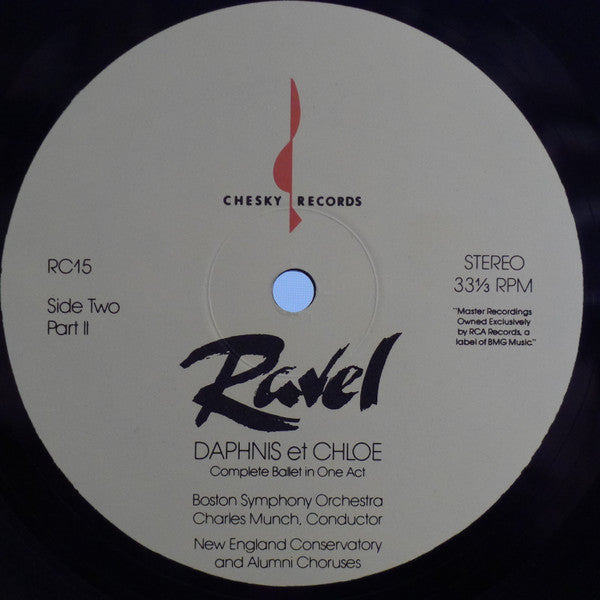 CHESKY RECORDS
RC15
Side Two
Part II
STEREO
33⅓ RPM
"Master Recordings
Owned Exclusively
by RCA Records, a
label of BMG Music."
Ravel
DAPHNIS et CHLOE
Complete Ballet in One Act
Boston Symphony Orchestra
Charles Munch, Conductor
New England Conservatory
and Alumni Choruses